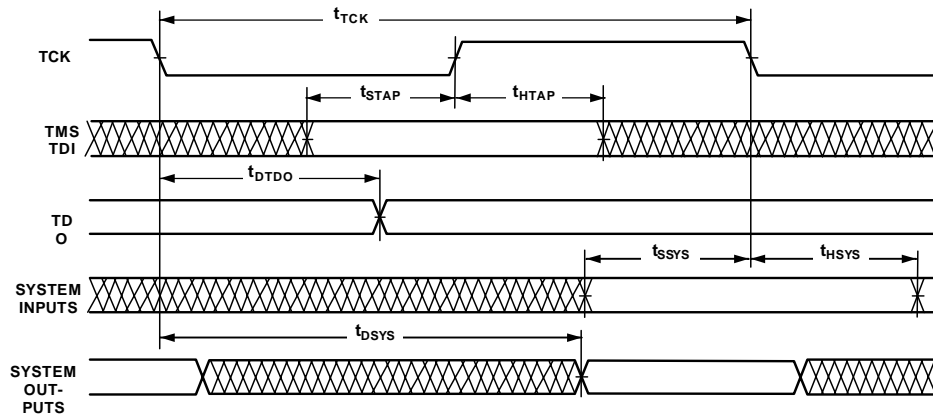 tTCK
TCK
tSTAP
tHTAP
TMS
TDI
tDTDO
TD
O
tSSYS
tHSYS
SYSTEM
INPUTS
tDSYS
SYSTEM
OUT-
PUTS